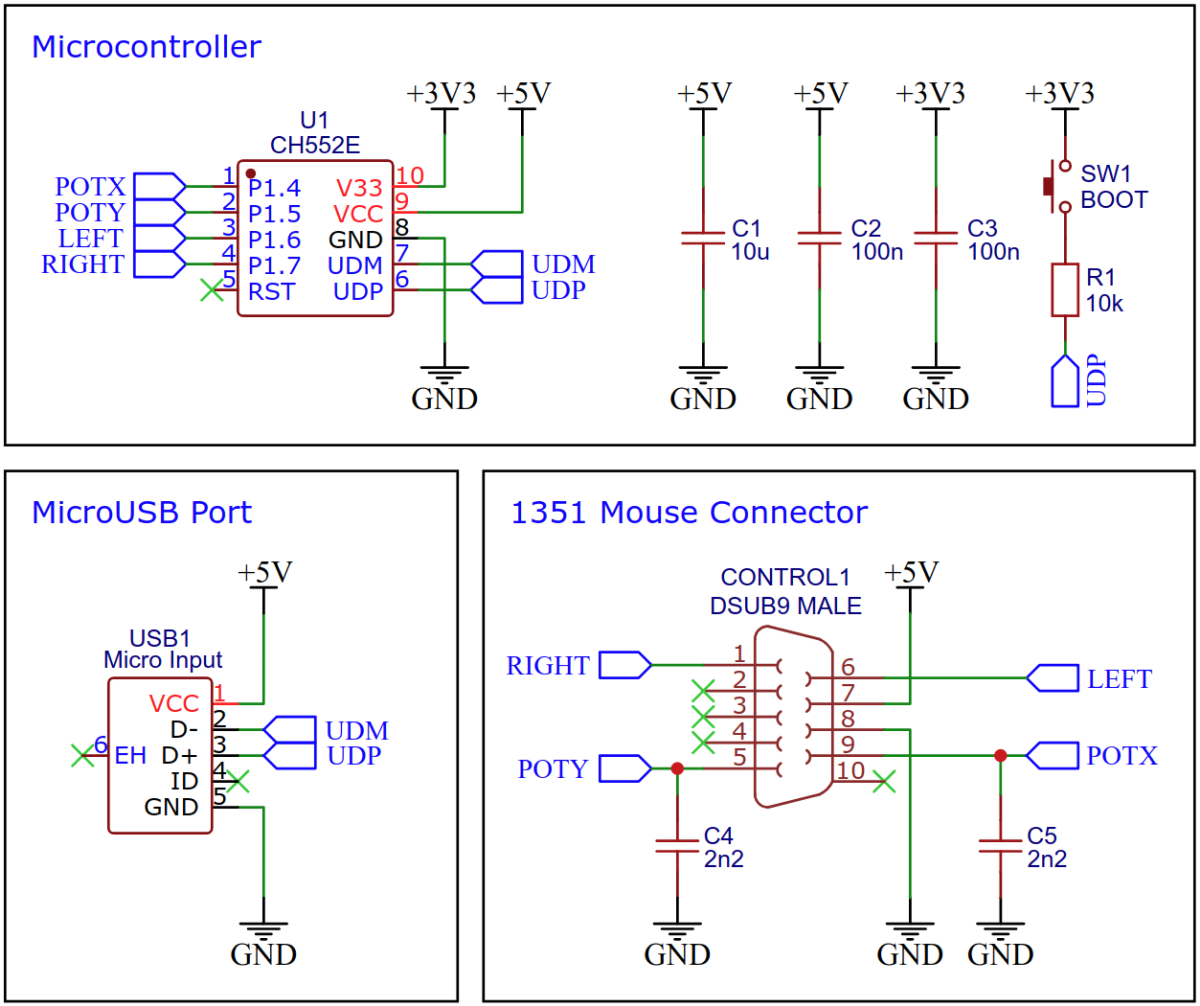 Microcontroller
+3V3 +5V
U1
CH552E
POTX 1 P1.4 V33 10
POTY 2 P1.5 VCC 9
LEFT 3 P1.6 GND 8
RIGHT 4 P1.7 UDM 7 UDM
5 RST UDP 6 UDP
GND
+5V +5V +3V3 +3V3
C1
10u
C2
100n
C3
100n
SW1
BOOT
R1
10k
UDP
GND GND GND
MicroUSB Port
+5V
USB1
Micro Input
VCC 1
D- 2 UDM
6 EH D+ 3 UDP
ID 4
GND 5
GND
1351 Mouse Connector
CONTROL1
DSUB9 MALE
+5V
RIGHT 1
2
3
4
POTY 5
6 LEFT
7
8
9 POTX
10
C4
2n2
C5
2n2
GND GND GND